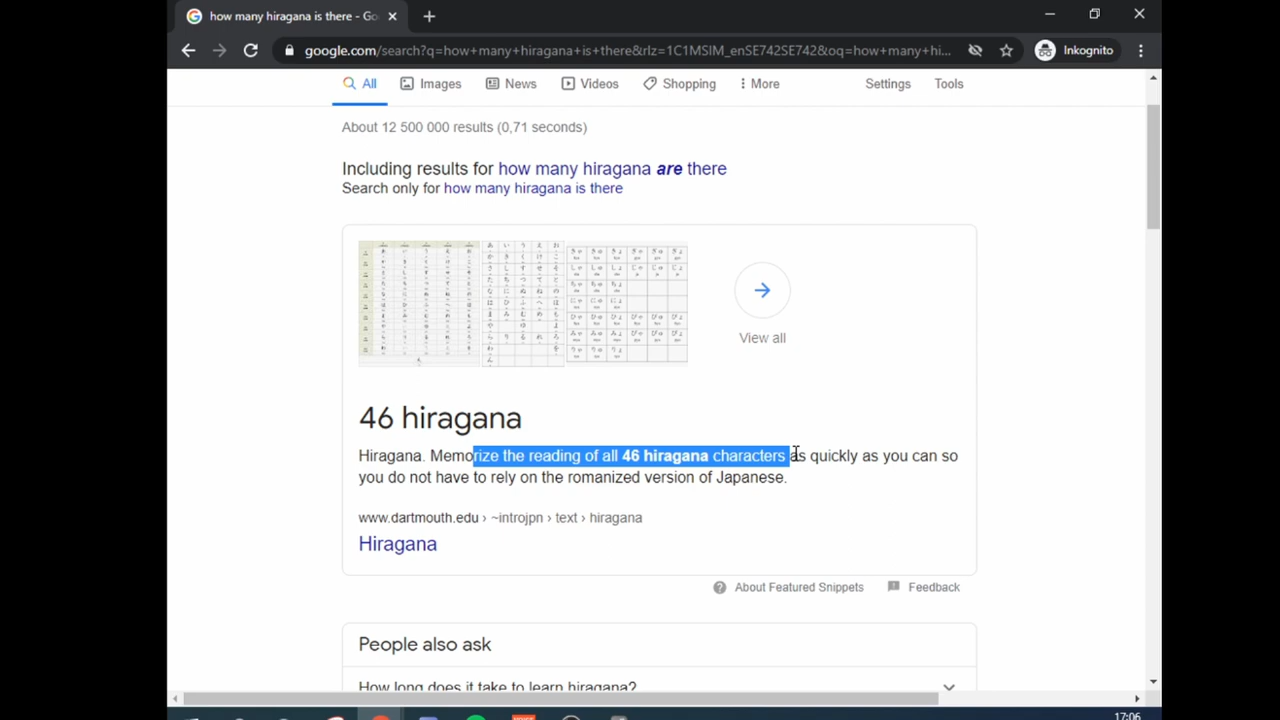 how many hiragana is there - Go
google.com/search?q=how+many+hiragana+is+there&rlz=1C1MSIM_enSE742SE742&oq=how+many+hi...
Inkognito
All Images News Videos Shopping More Settings Tools
About 12 500 000 results (0,71 seconds)
Including results for how many hiragana are there
Search only for how many hiragana is there
View all
46 hiragana
Hiragana. Memorize the reading of all 46 hiragana characters as quickly as you can so
you do not have to rely on the romanized version of Japanese.
www.dartmouth.edu › ~introjpn › text › hiragana
Hiragana
About Featured Snippets Feedback
People also ask
How long does it take to learn hiragana?
17:06